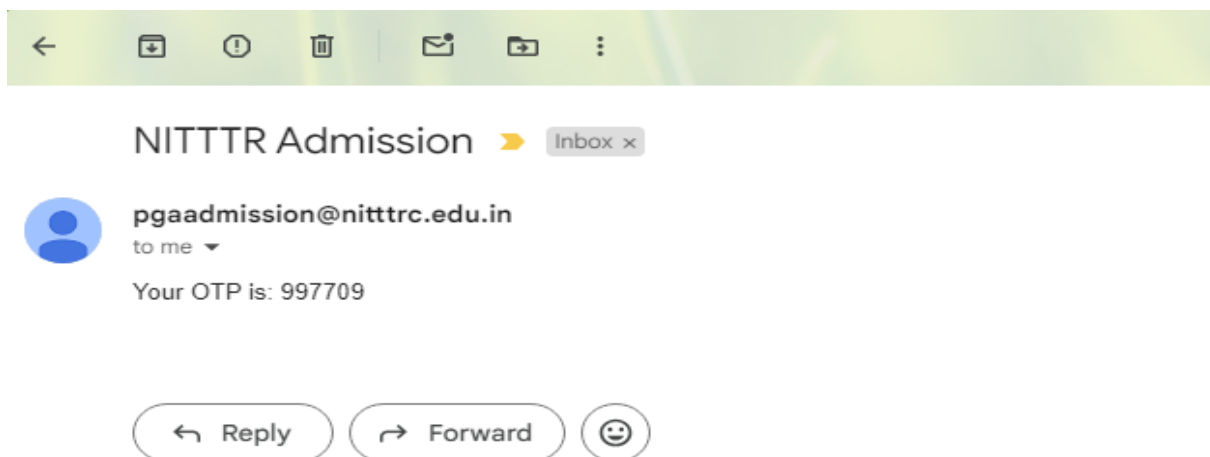 NITTTR Admission Inbox ×
pgaadmission@nitttrc.edu.in
to me
Your OTP is: 997709
Reply Forward